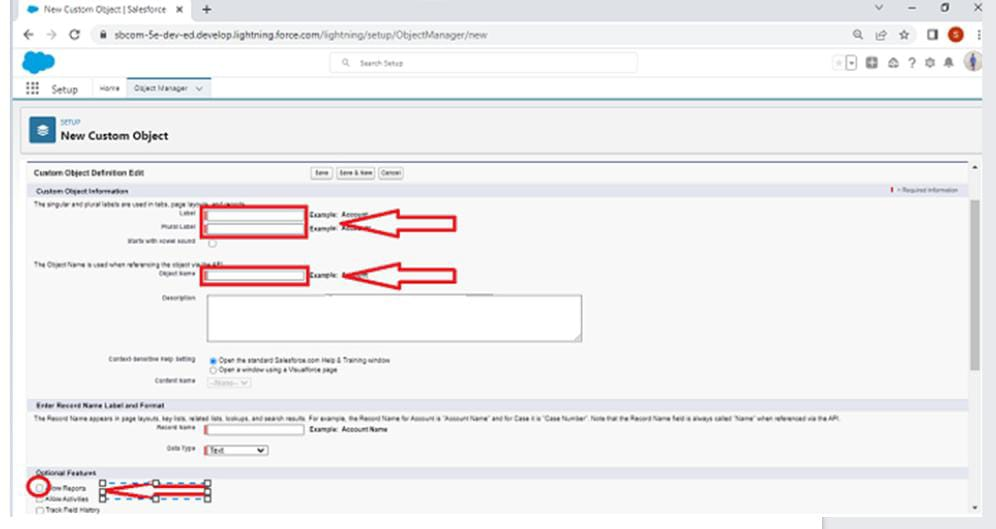 New Custom Object | Salesforce
sbcom-5e-dev-ed.develop.lightning.force.com/lightning/setup/ObjectManager/new
S
Search Setup
Setup Home Object Manager
SETUP
New Custom Object
Custom Object Definition Edit Save Save & New Cancel
Custom Object Information = Required Information
The singular and plural labels are used in tabs, page layouts, and reports.
Label Example: Account
Plural Label Example:
Starts with vowel sound
The Object Name is used when referencing the object via the API.
Object Name Example: Account
Description
Context-Sensitive Help Setting Open the standard Salesforce.com Help & Training window
Open a window using a Visualforce page
Content Name --None--
Enter Record Name Label and Format
The Record Name appears in page layouts, key lists, related lists, lookups, and search results. For example, the Record Name for Account is "Account Name" and for Case it is "Case Number". Note that the Record Name field is always called "Name" when referenced via the API.
Record Name Example: Account Name
Data Type Text
Optional Features
Allow Reports
Allow Activities
Track Field History